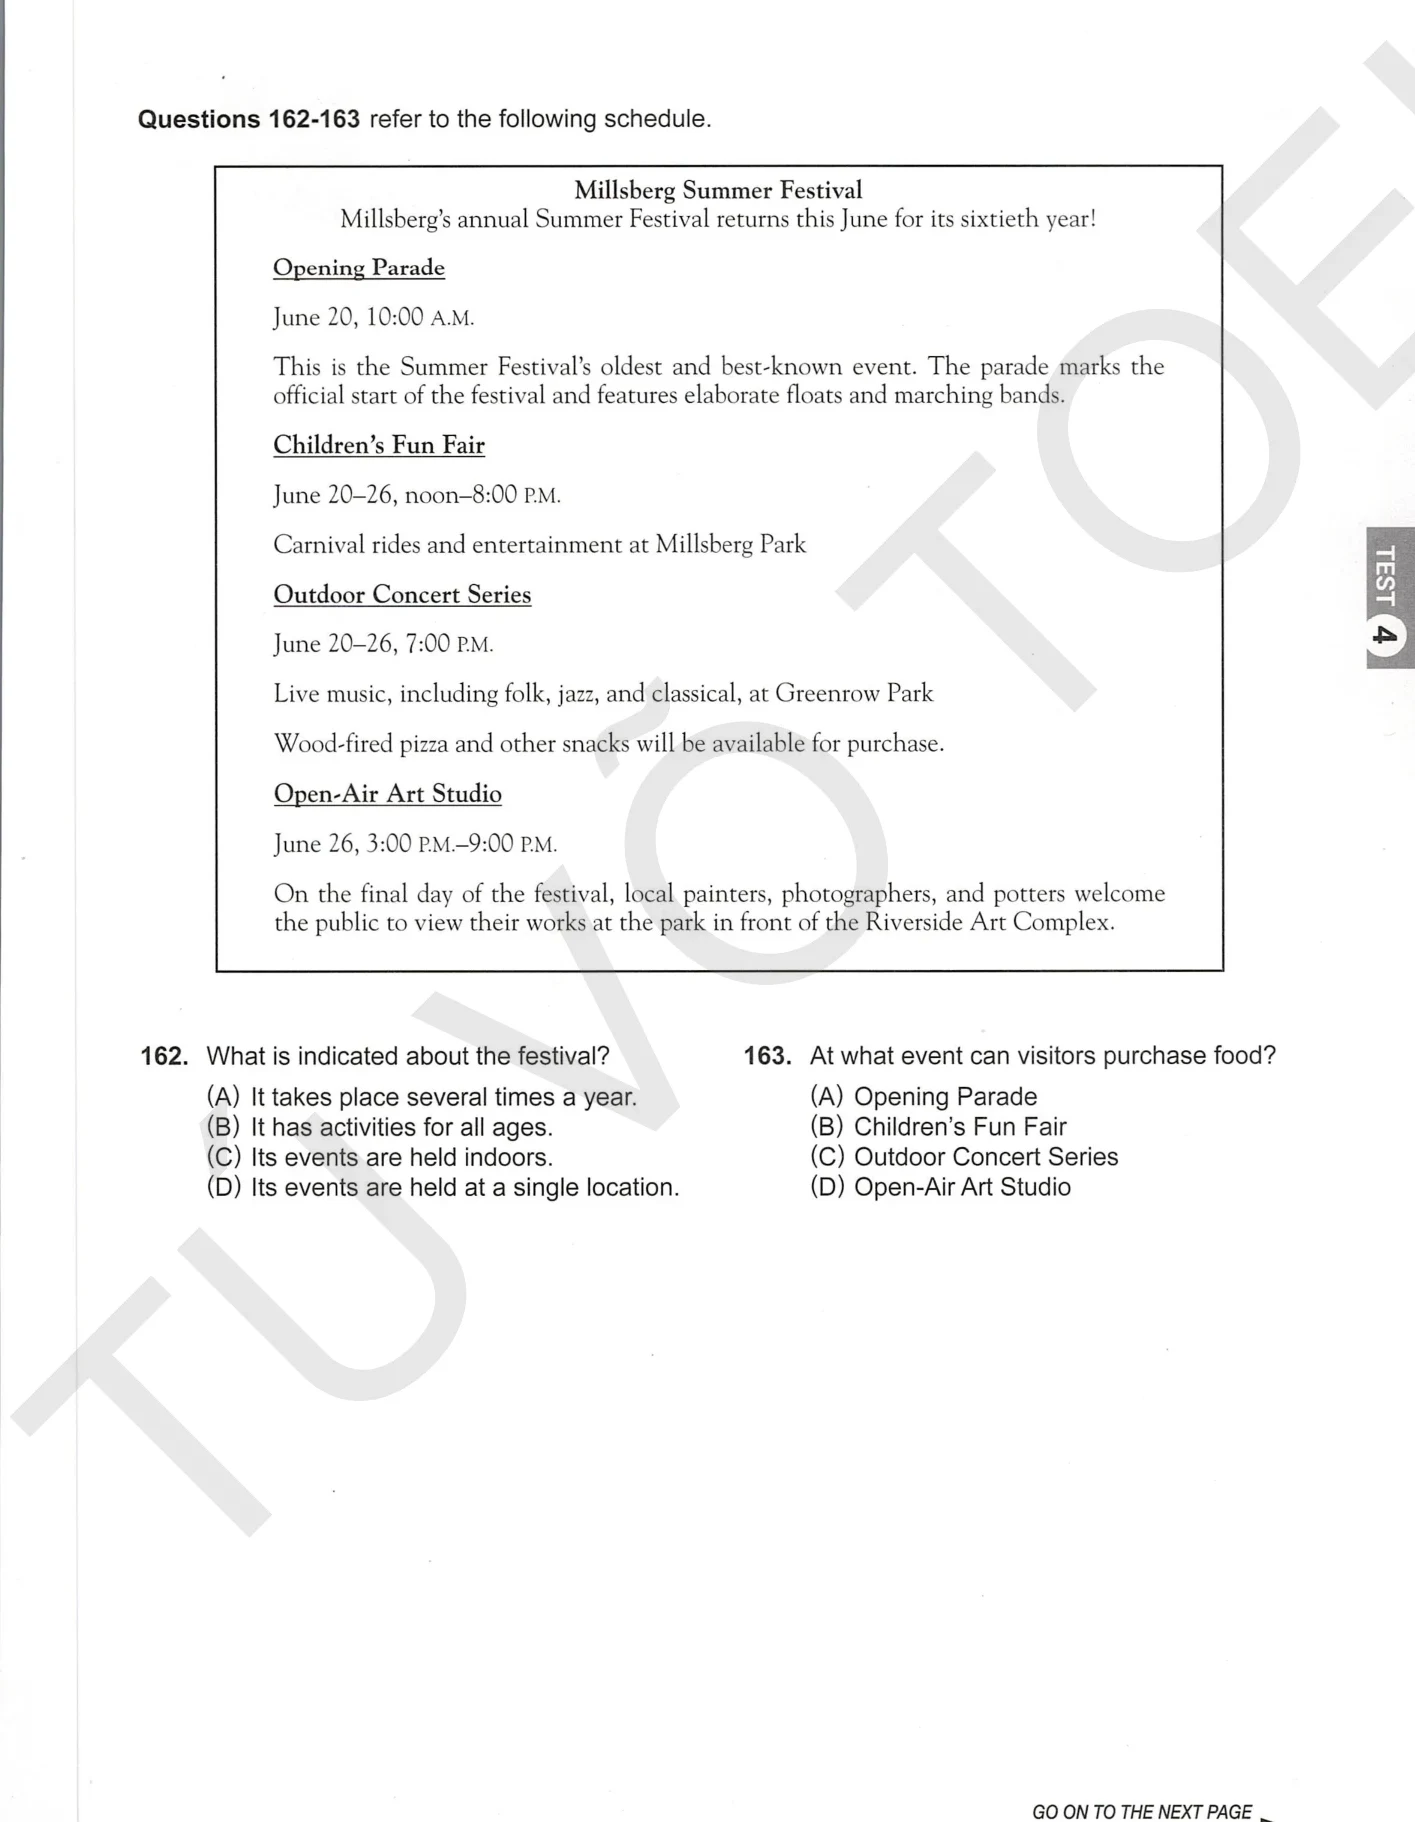 Questions 162-163 refer to the following schedule.
Millsberg Summer Festival
Millsberg's annual Summer Festival returns this June for its sixtieth year!
Opening Parade
June 20, 10:00 A.M.
This is the Summer Festival's oldest and best-known event. The parade marks the
official start of the festival and features elaborate floats and marching bands.
Children's Fun Fair
June 20–26, noon–8:00 P.M.
Carnival rides and entertainment at Millsberg Park
Outdoor Concert Series
June 20–26, 7:00 P.M.
Live music, including folk, jazz, and classical, at Greenrow Park
Wood-fired pizza and other snacks will be available for purchase.
Open-Air Art Studio
June 26, 3:00 P.M.–9:00 P.M.
On the final day of the festival, local painters, photographers, and potters welcome
the public to view their works at the park in front of the Riverside Art Complex.
162. What is indicated about the festival?
(A) It takes place several times a year.
(B) It has activities for all ages.
(C) Its events are held indoors.
(D) Its events are held at a single location.
163. At what event can visitors purchase food?
(A) Opening Parade
(B) Children's Fun Fair
(C) Outdoor Concert Series
(D) Open-Air Art Studio
TEST 4
GO ON TO THE NEXT PAGE
TÚ VÕ TOE